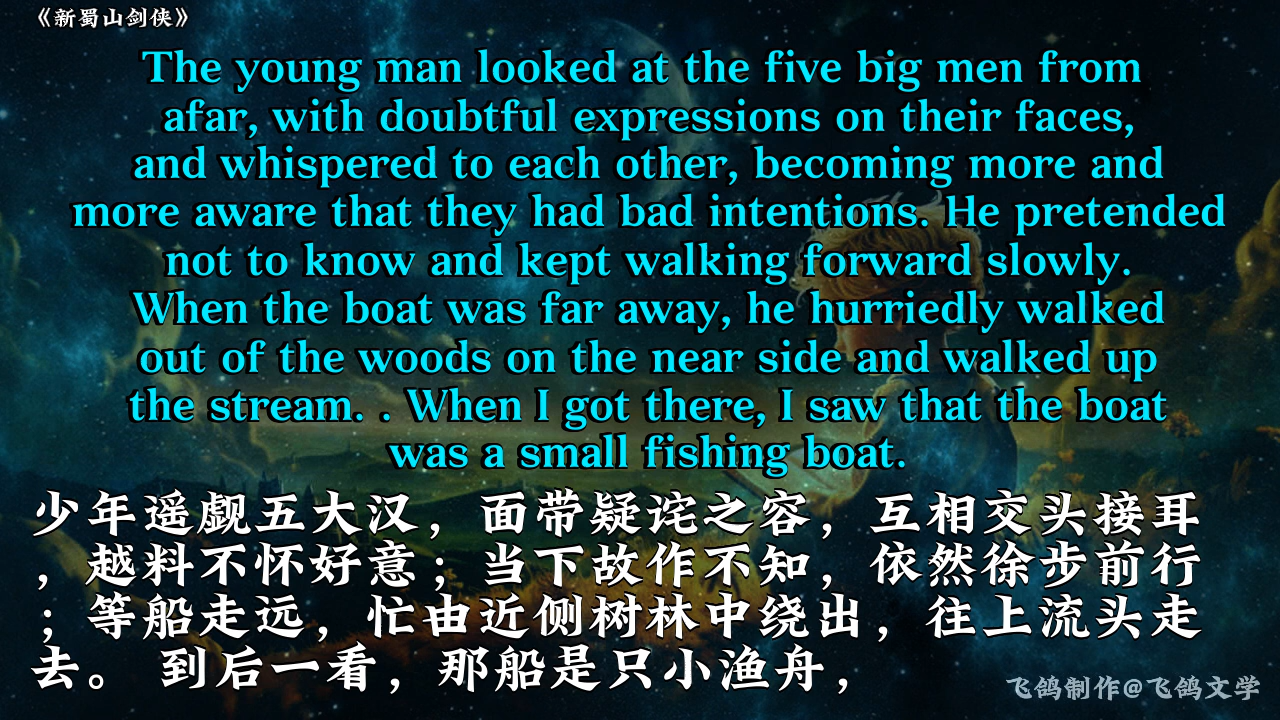 《新蜀山剑侠》
The young man looked at the five big men from
afar, with doubtful expressions on their faces,
and whispered to each other, becoming more and
more aware that they had bad intentions. He pretended
not to know and kept walking forward slowly.
When the boat was far away, he hurriedly walked
out of the woods on the near side and walked up
the stream. . When I got there, I saw that the boat
was a small fishing boat.
少年遥觑五大汉，面带疑诧之容，互相交头接耳
，越料不怀好意；当下故作不知，依然徐步前行
；等船走远，忙由近侧树林中绕出，往上流头走
去。 到后一看，那船是只小渔舟，
飞鸽制作@飞鸽文学